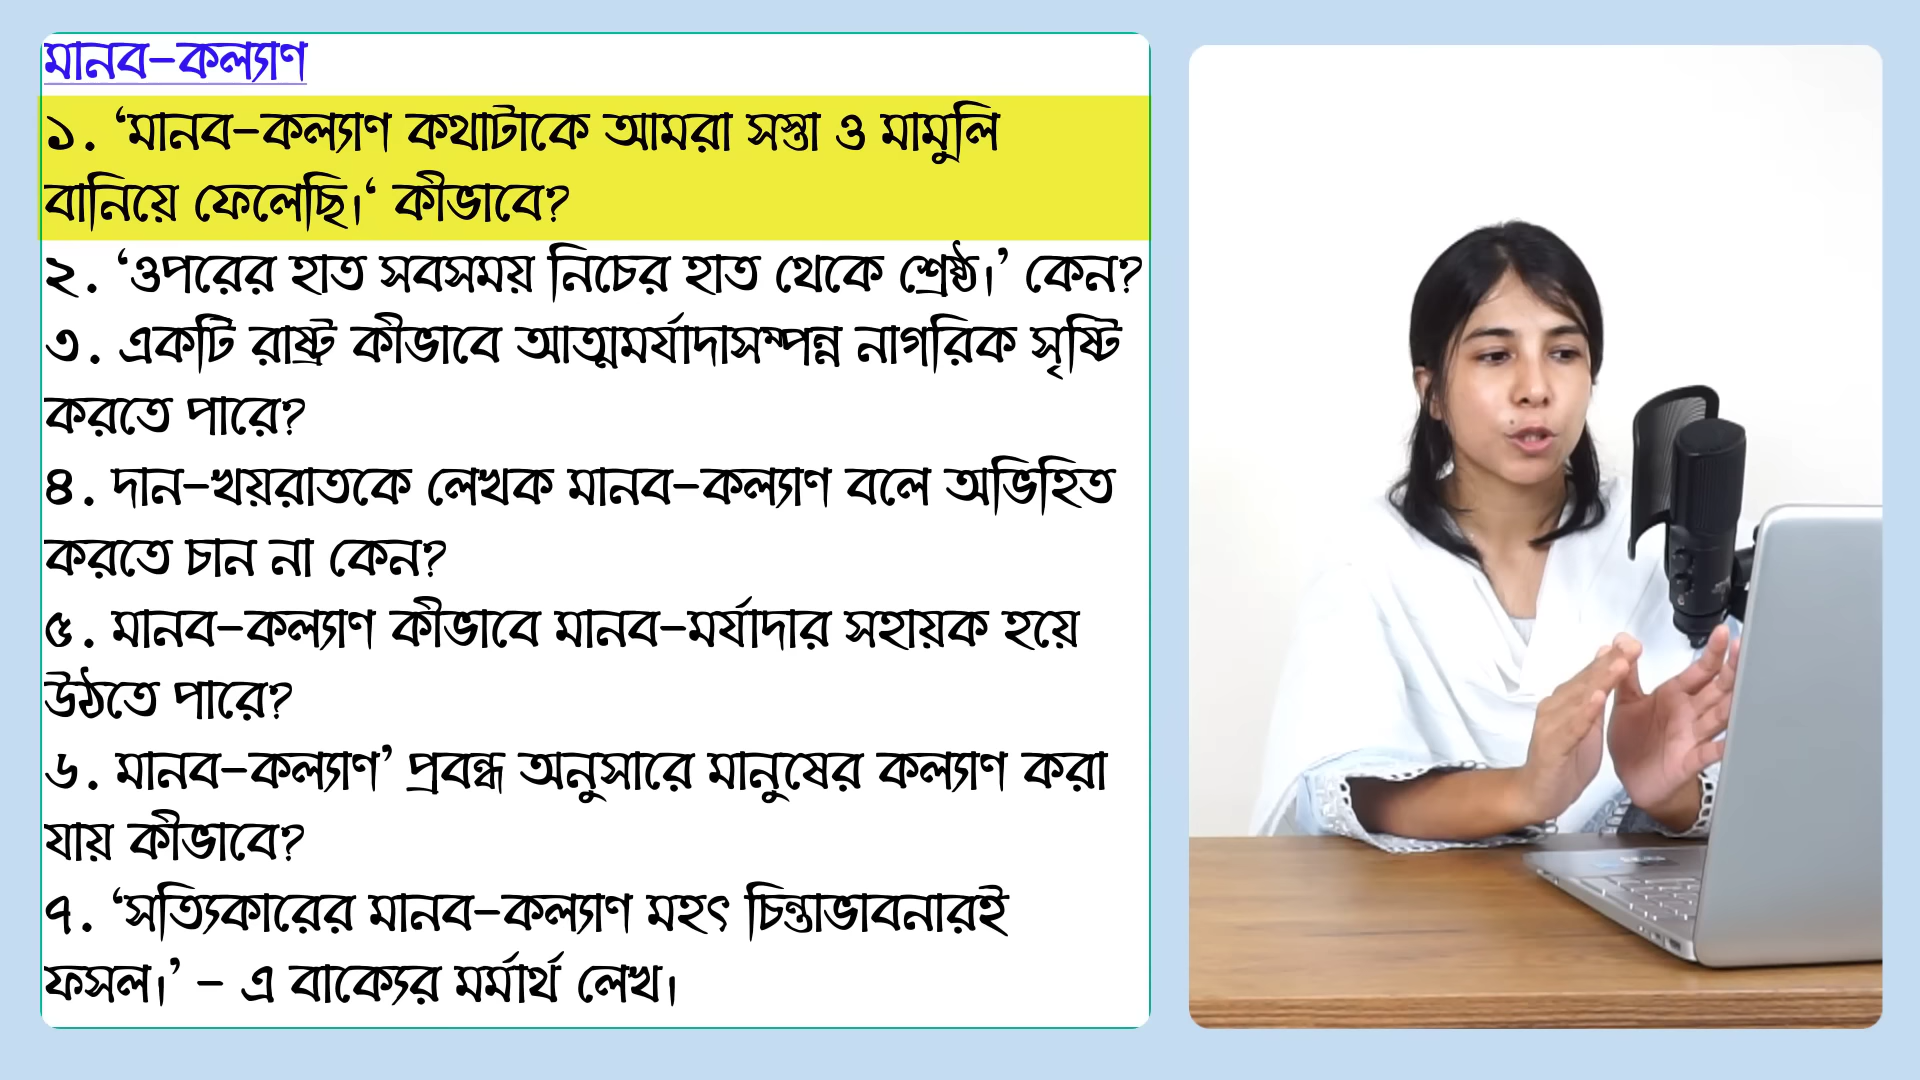 মানব-কল্যাণ
১. ‘মানব-কল্যাণ কথাটাকে আমরা সস্তা ও মামুলি
বানিয়ে ফেলেছি।‘ কীভাবে?
২. ‘ওপরের হাত সবসময় নিচের হাত থেকে শ্রেষ্ঠ।’ কেন?
৩. একটি রাষ্ট্র কীভাবে আত্মমর্যাদাসম্পন্ন নাগরিক সৃষ্টি
করতে পারে?
৪. দান-খয়রাতকে লেখক মানব-কল্যাণ বলে অভিহিত
করতে চান না কেন?
৫. মানব-কল্যাণ কীভাবে মানব-মর্যাদার সহায়ক হয়ে
উঠতে পারে?
৬. মানব-কল্যাণ’ প্রবন্ধ অনুসারে মানুষের কল্যাণ করা
যায় কীভাবে?
৭. ‘সত্যিকারের মানব-কল্যাণ মহৎ চিন্তাভাবনারই
ফসল।’ - এ বাক্যের মর্মার্থ লেখ।